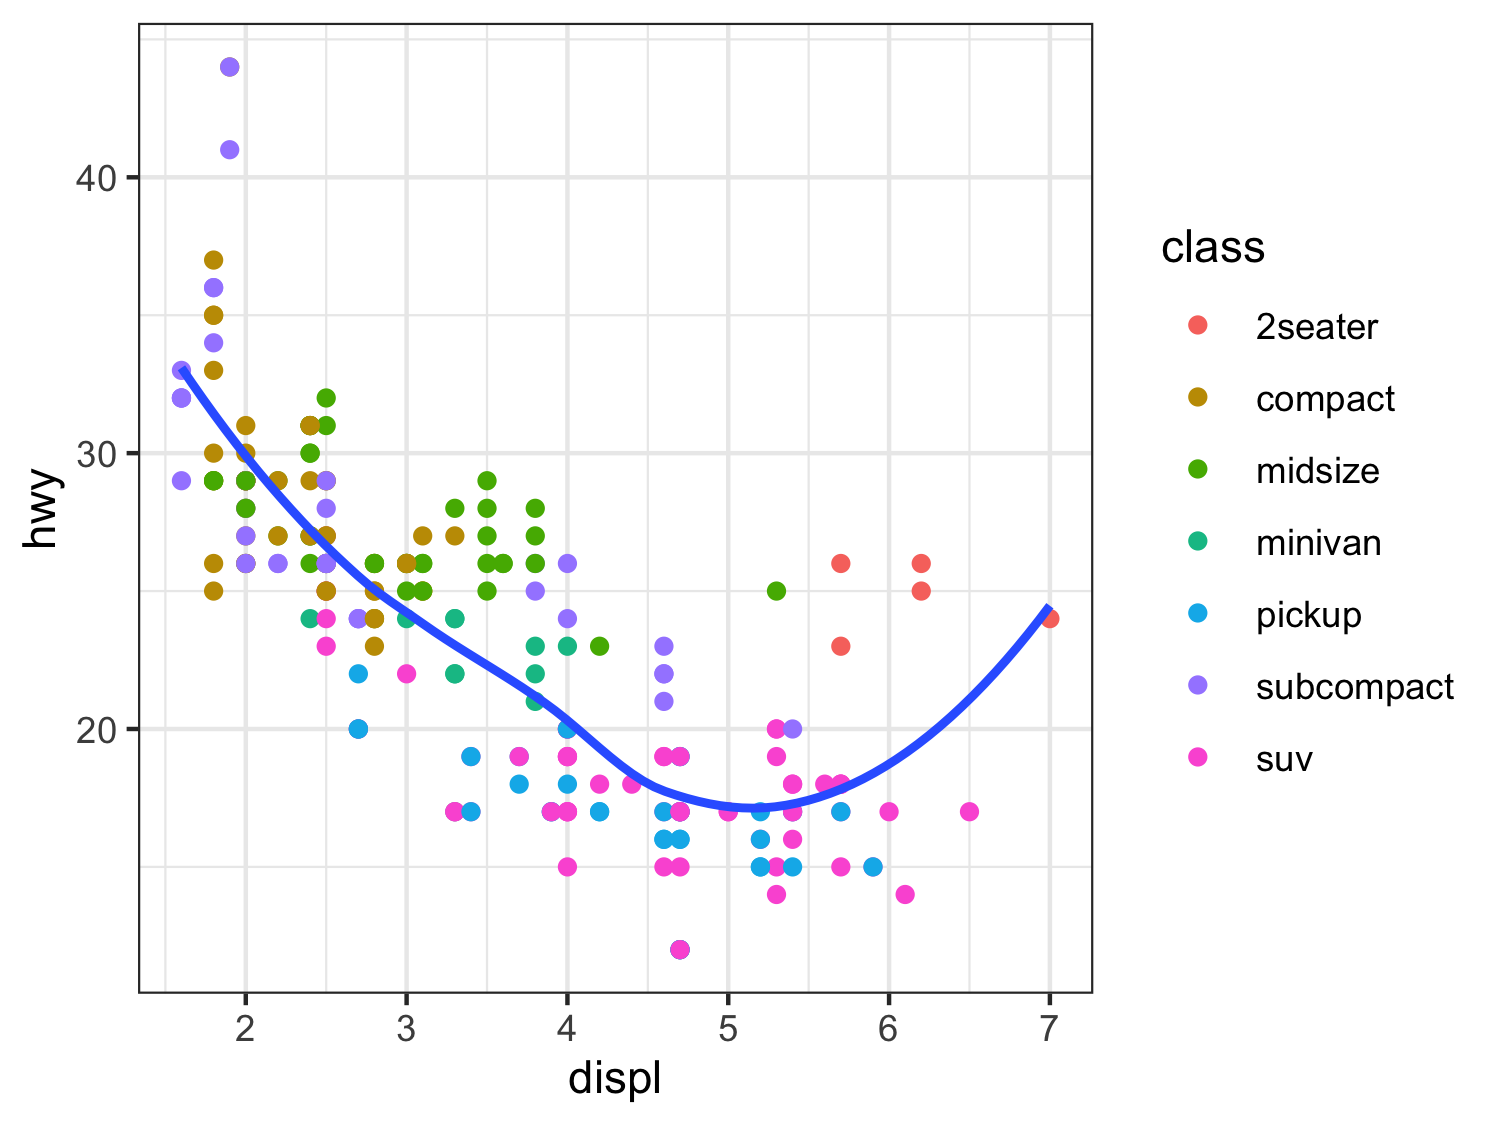 40
30
20
hwy
2 3 4 5 6 7
displ
class
2seater
compact
midsize
minivan
pickup
subcompact
suv